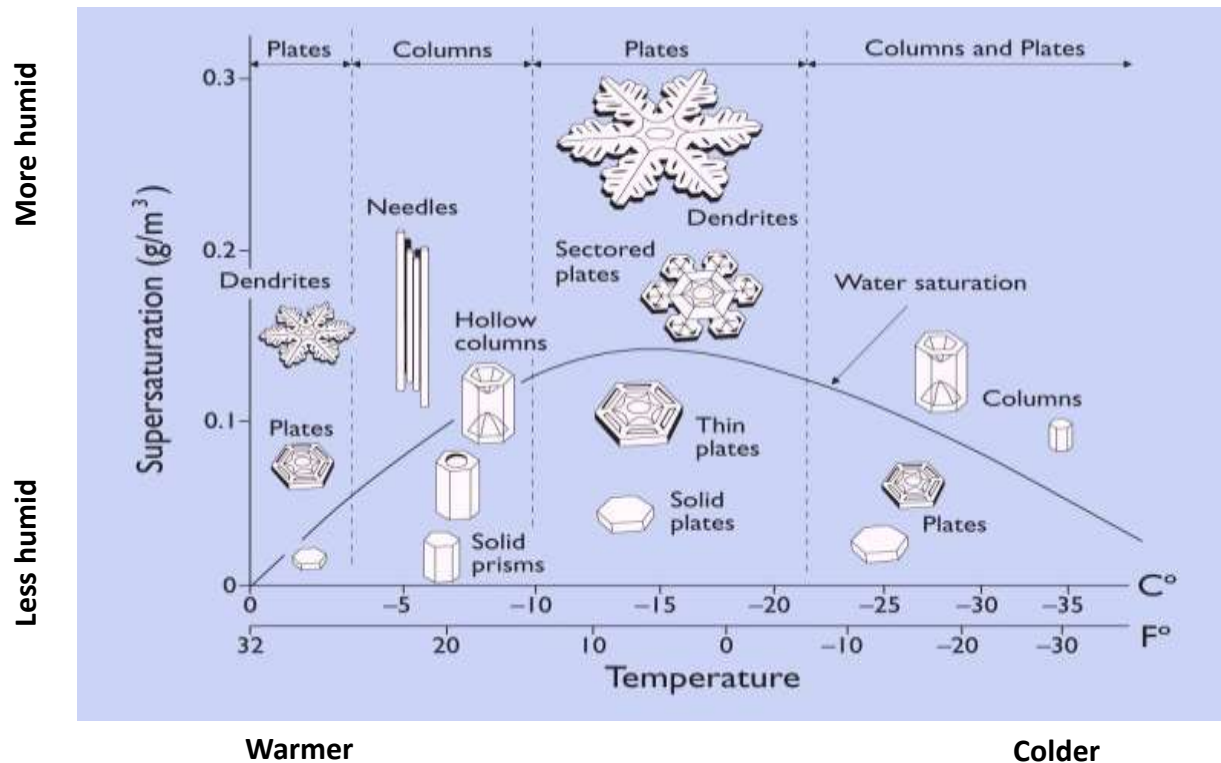 More humid
Less humid
Supersaturation (g/m³)
Plates
Columns
Plates
Columns and Plates
0.3
0.2
0.1
0
Needles
Dendrites
Sectored
plates
Dendrites
Water saturation
Hollow
columns
Columns
Plates
Thin
plates
Solid
plates
Plates
Solid
prisms
0 –5 –10 –15 –20 –25 –30 –35 C°
32 20 10 0 –10 –20 –30 F°
Temperature
Warmer
Colder